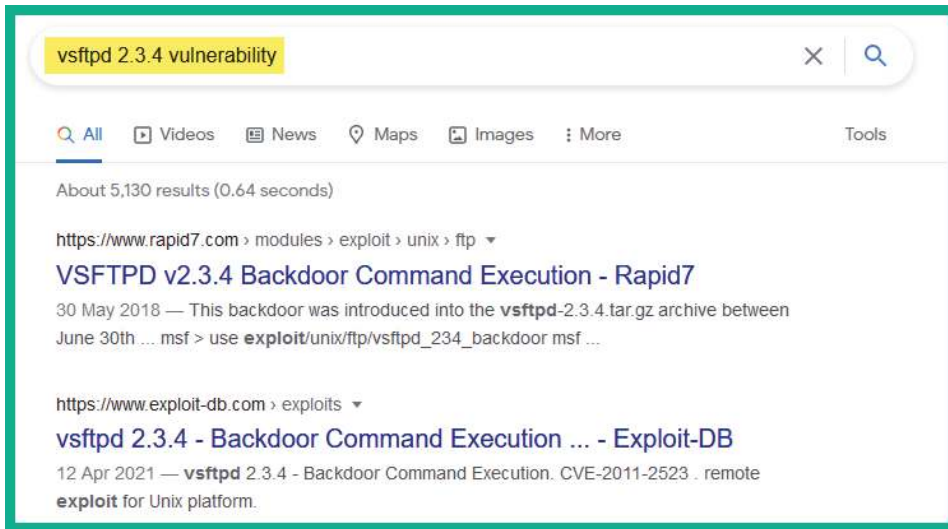 vsftpd 2.3.4 vulnerability
All Videos News Maps Images More Tools
About 5,130 results (0.64 seconds)
https://www.rapid7.com › modules › exploit › unix › ftp
VSFTPD v2.3.4 Backdoor Command Execution - Rapid7
30 May 2018 — This backdoor was introduced into the vsftpd-2.3.4.tar.gz archive between
June 30th ... msf > use exploit/unix/ftp/vsftpd_234_backdoor msf ...
https://www.exploit-db.com › exploits
vsftpd 2.3.4 - Backdoor Command Execution ... - Exploit-DB
12 Apr 2021 — vsftpd 2.3.4 - Backdoor Command Execution. CVE-2011-2523 . remote
exploit for Unix platform.